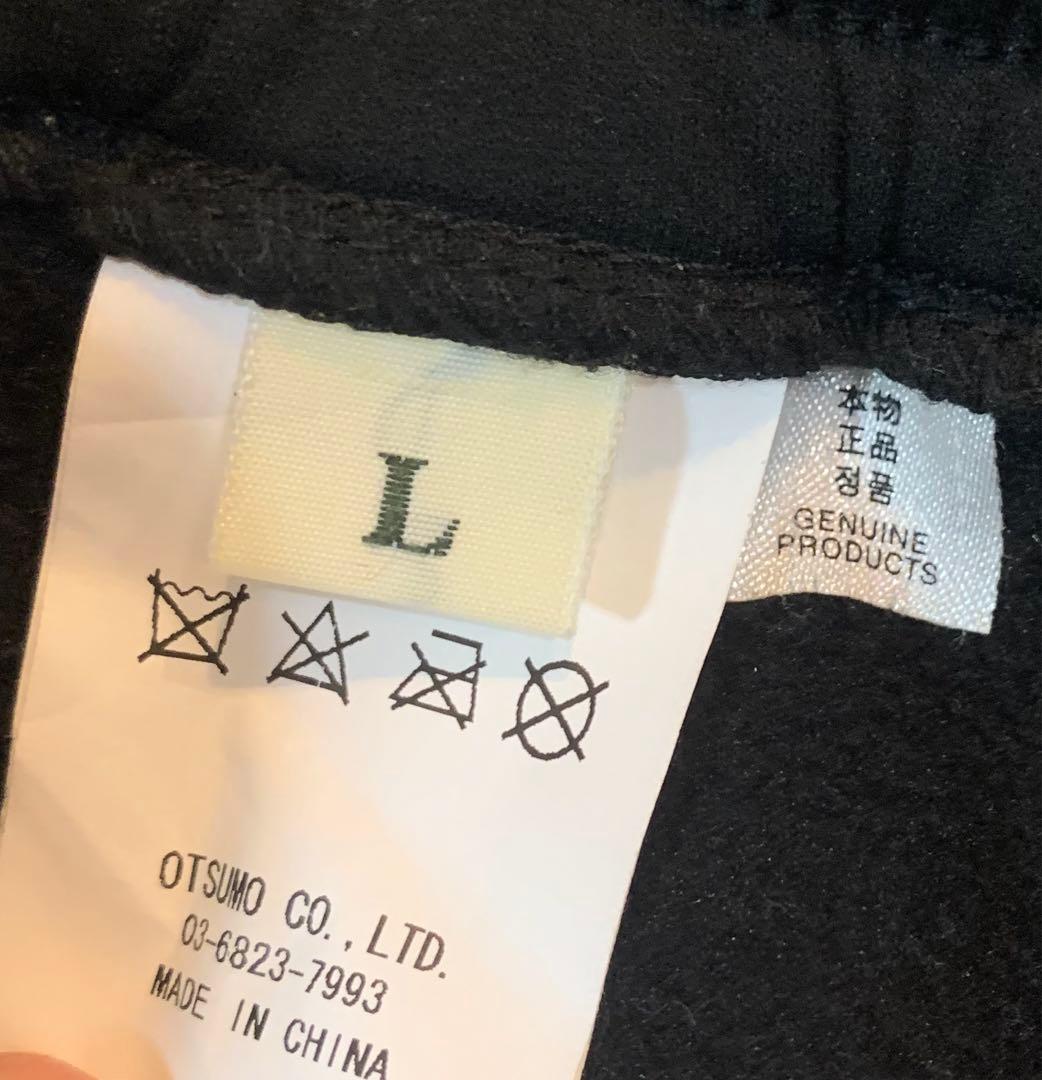 L
OTSUMO CO., LTD.
03-6823-7993
MADE IN CHINA
本物
正品
정품
GENUINE
PRODUCTS